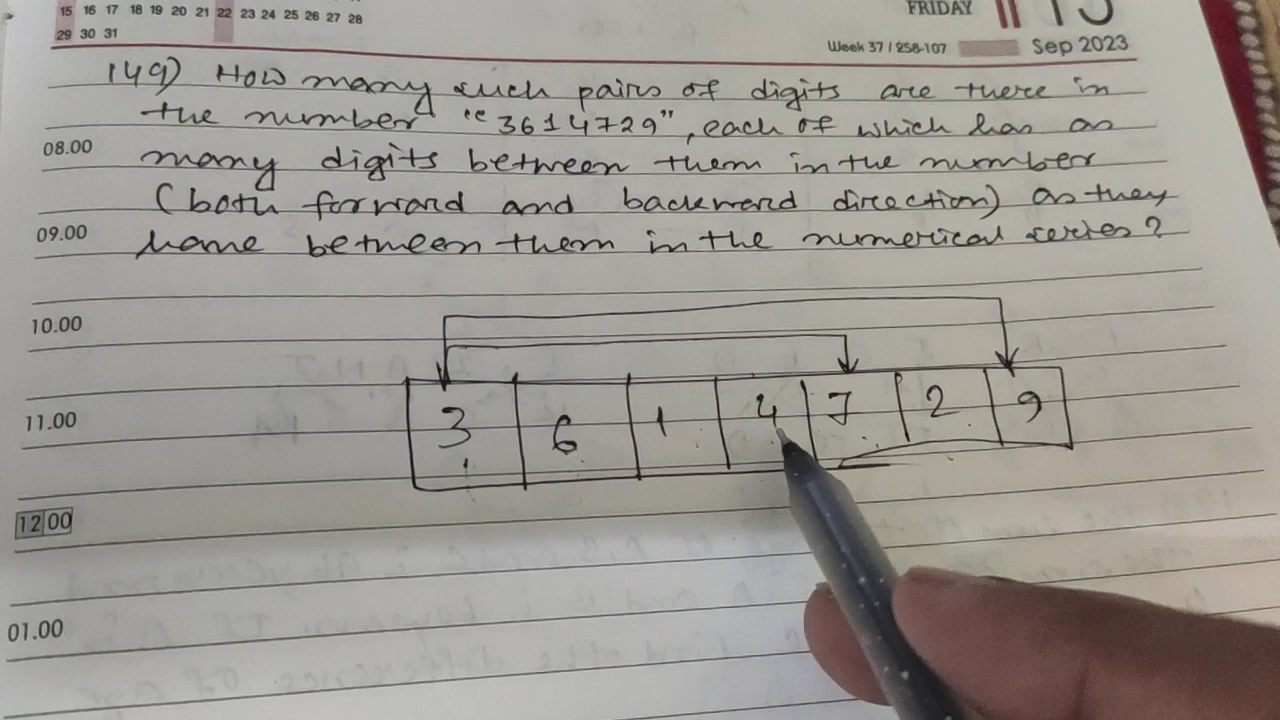 15 16 17 18 19 20 21 22 23 24 25 26 27 28
29 30 31
FRIDAY
Week 37 / 258-107
Sep 2023
149) How many such pairs of digits are there in
the number "3614729", each of which has as
08.00
many digits between them in the number
(both forward and backward direction) as they
09.00
have between them in the numerical series?
10.00
11.00
3 6 1 4 7 2 9
12 00
01.00